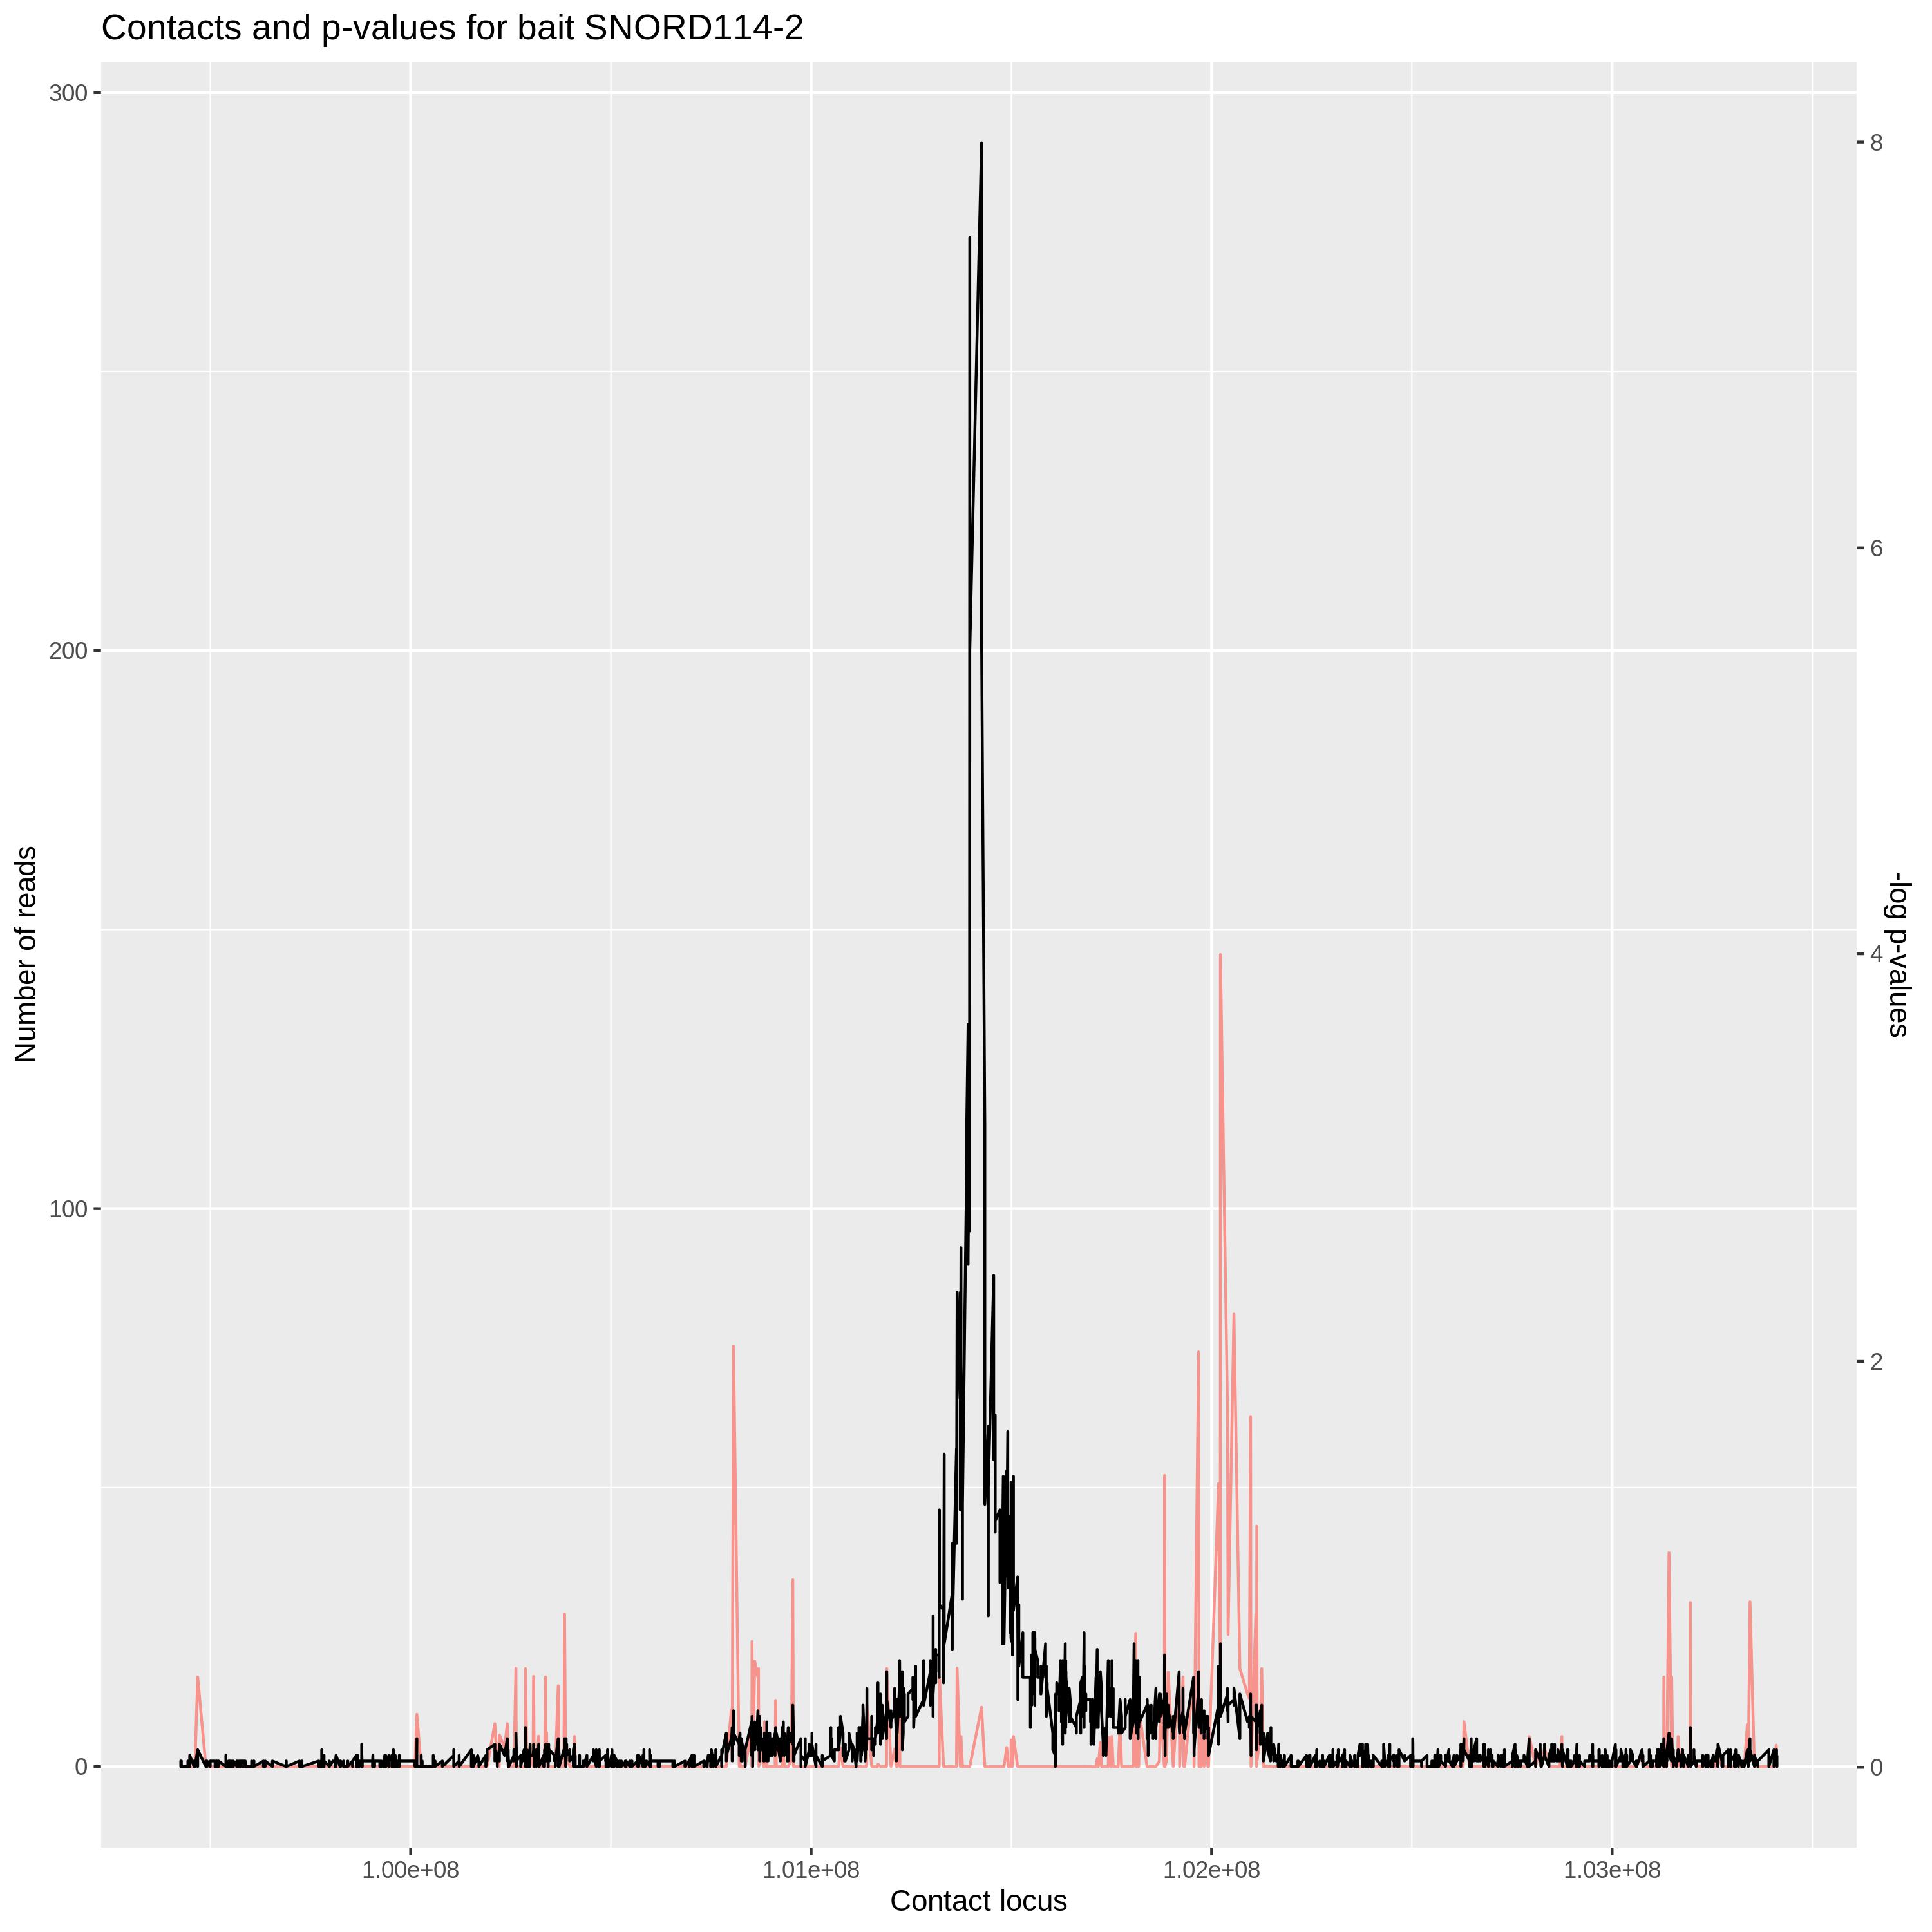 Contacts and p-values for bait SNORD114-2
300
200
100
0
Number of reads
8
6
4
2
0
-log p-values
1.00e+08
1.01e+08
1.02e+08
1.03e+08
Contact locus